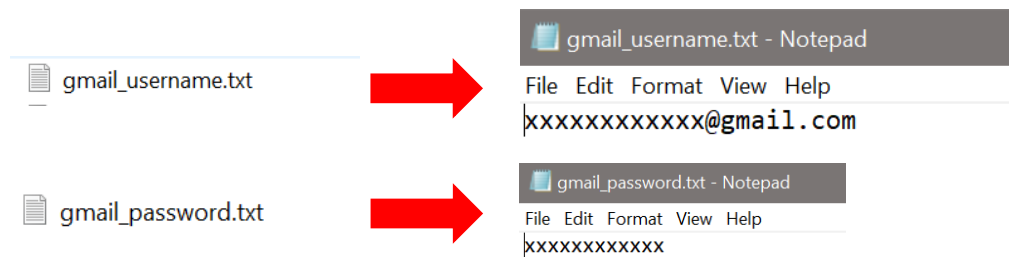 gmail_username.txt
gmail_username.txt - Notepad
File Edit Format View Help
xxxxxxxxxxxx@gmail.com
gmail_password.txt
gmail_password.txt - Notepad
File Edit Format View Help
xxxxxxxxxxxx